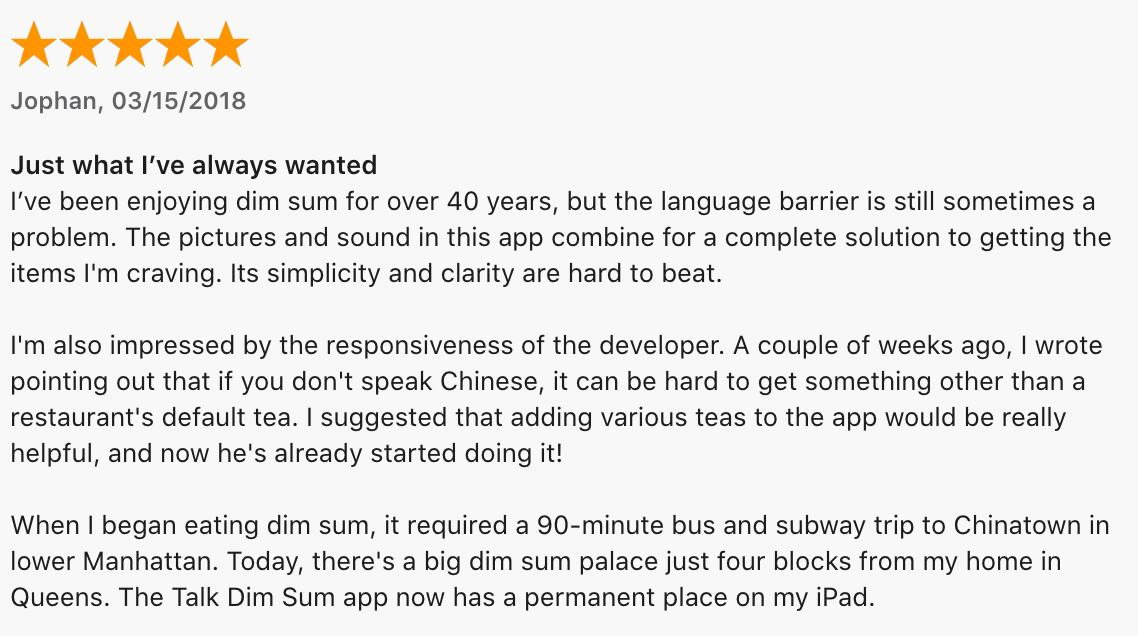 Jophan, 03/15/2018
Just what I’ve always wanted
I’ve been enjoying dim sum for over 40 years, but the language barrier is still sometimes a
problem. The pictures and sound in this app combine for a complete solution to getting the
items I'm craving. Its simplicity and clarity are hard to beat.
I'm also impressed by the responsiveness of the developer. A couple of weeks ago, I wrote
pointing out that if you don't speak Chinese, it can be hard to get something other than a
restaurant's default tea. I suggested that adding various teas to the app would be really
helpful, and now he's already started doing it!
When I began eating dim sum, it required a 90-minute bus and subway trip to Chinatown in
lower Manhattan. Today, there's a big dim sum palace just four blocks from my home in
Queens. The Talk Dim Sum app now has a permanent place on my iPad.